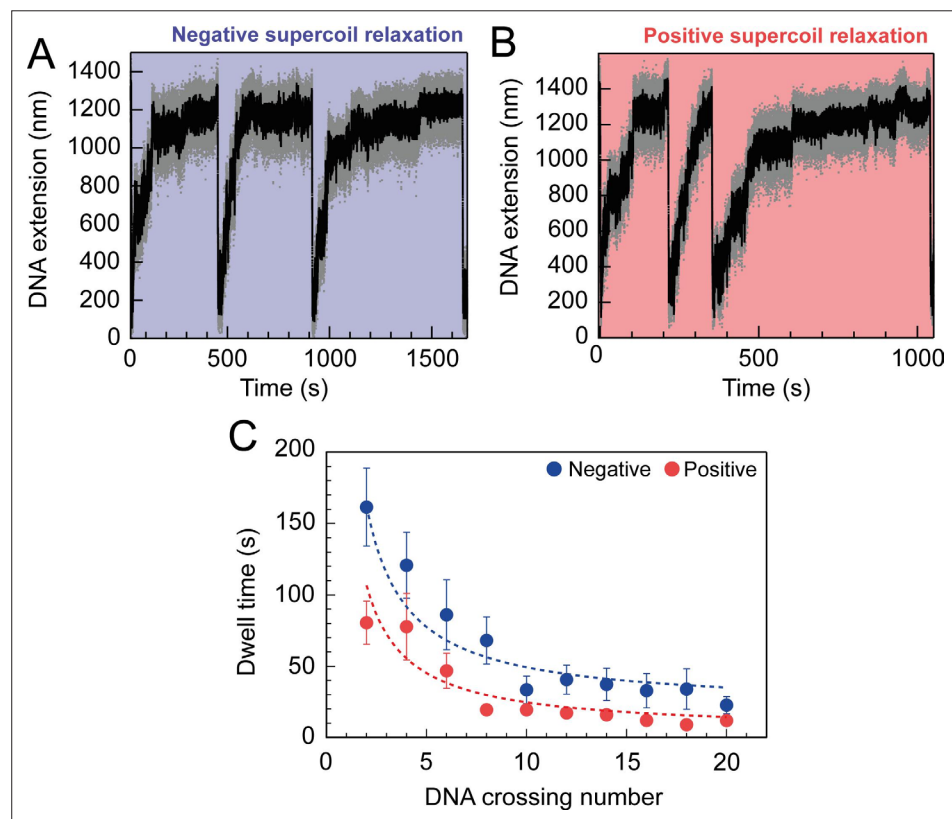 A
Negative supercoil relaxation
DNA extension (nm)
1400
1200
1000
800
600
400
200
0
0 500 1000 1500
Time (s)
B
Positive supercoil relaxation
DNA extension (nm)
1400
1200
1000
800
600
400
200
0
0 500 1000
Time (s)
C
Negative Positive
Dwell time (s)
200
150
100
50
0
0 5 10 16 20
DNA crossing number